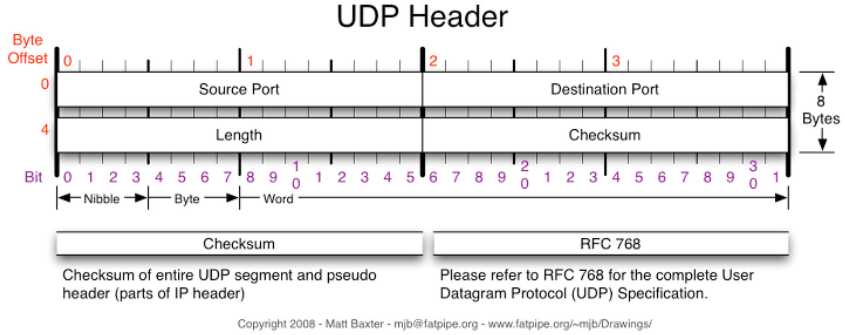 UDP Header
Byte
Offset 0 1 2 3
0 Source Port Destination Port
8
Bytes
4 Length Checksum
Bit 0 1 2 3 4 5 6 7 8 9 10 1 2 3 4 5 6 7 8 9 20 1 2 3 4 5 6 7 8 9 30 1
Nibble Byte Word
Checksum RFC 768
Checksum of entire UDP segment and pseudo
header (parts of IP header)
Please refer to RFC 768 for the complete User
Datagram Protocol (UDP) Specification.
Copyright 2008 - Matt Baxter - mjb@fatpipe.org - www.fatpipe.org/~mjb/Drawings/